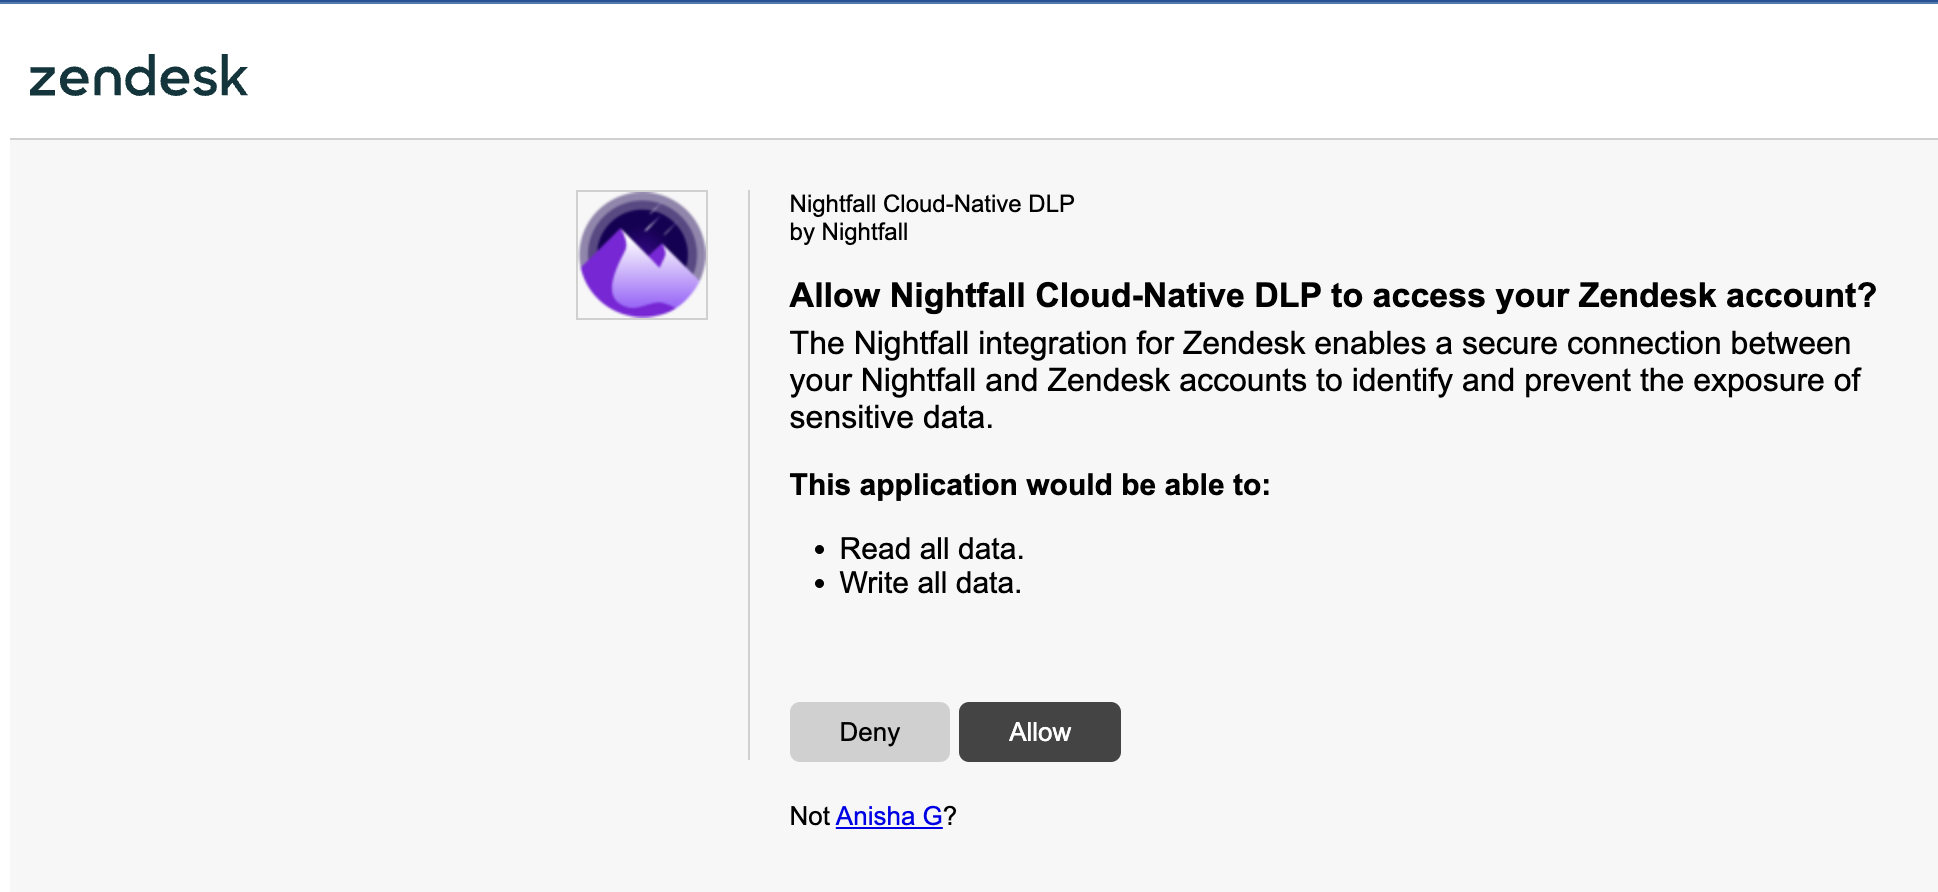 zendesk
Nightfall Cloud-Native DLP
by Nightfall
Allow Nightfall Cloud-Native DLP to access your Zendesk account?
The Nightfall integration for Zendesk enables a secure connection between
your Nightfall and Zendesk accounts to identify and prevent the exposure of
sensitive data.
This application would be able to:
• Read all data.
• Write all data.
Deny Allow
Not Anisha G?